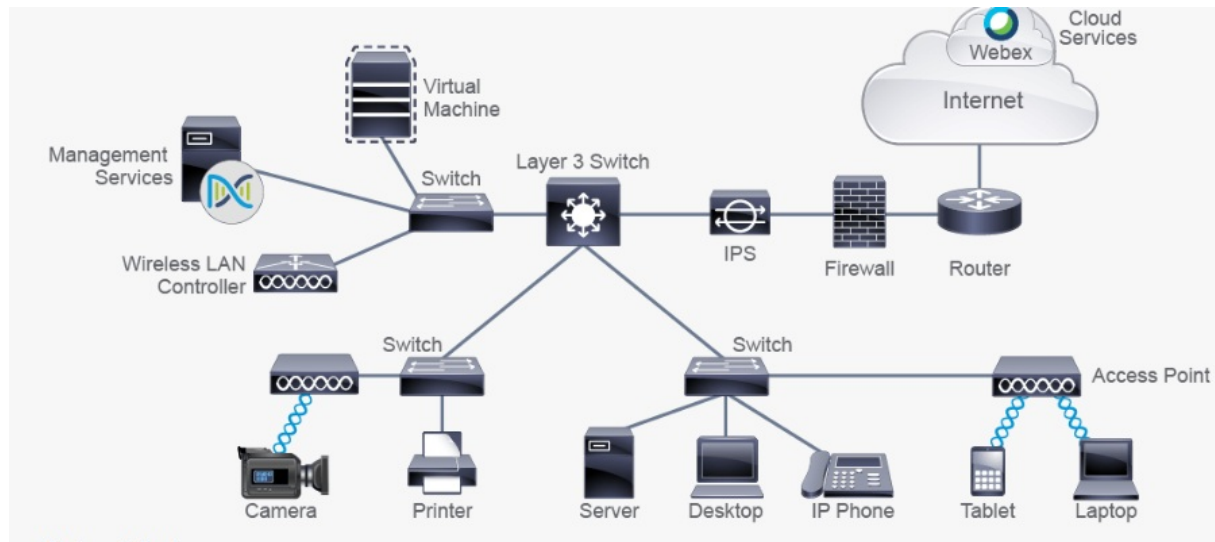 Cloud
Services
Webex
Internet
Virtual
Machine
Management
Services
Layer 3 Switch
Switch
IPS
Firewall
Router
Wireless LAN
Controller
Switch
Switch
Access Point
Camera
Printer
Server
Desktop
IP Phone
Tablet
Laptop